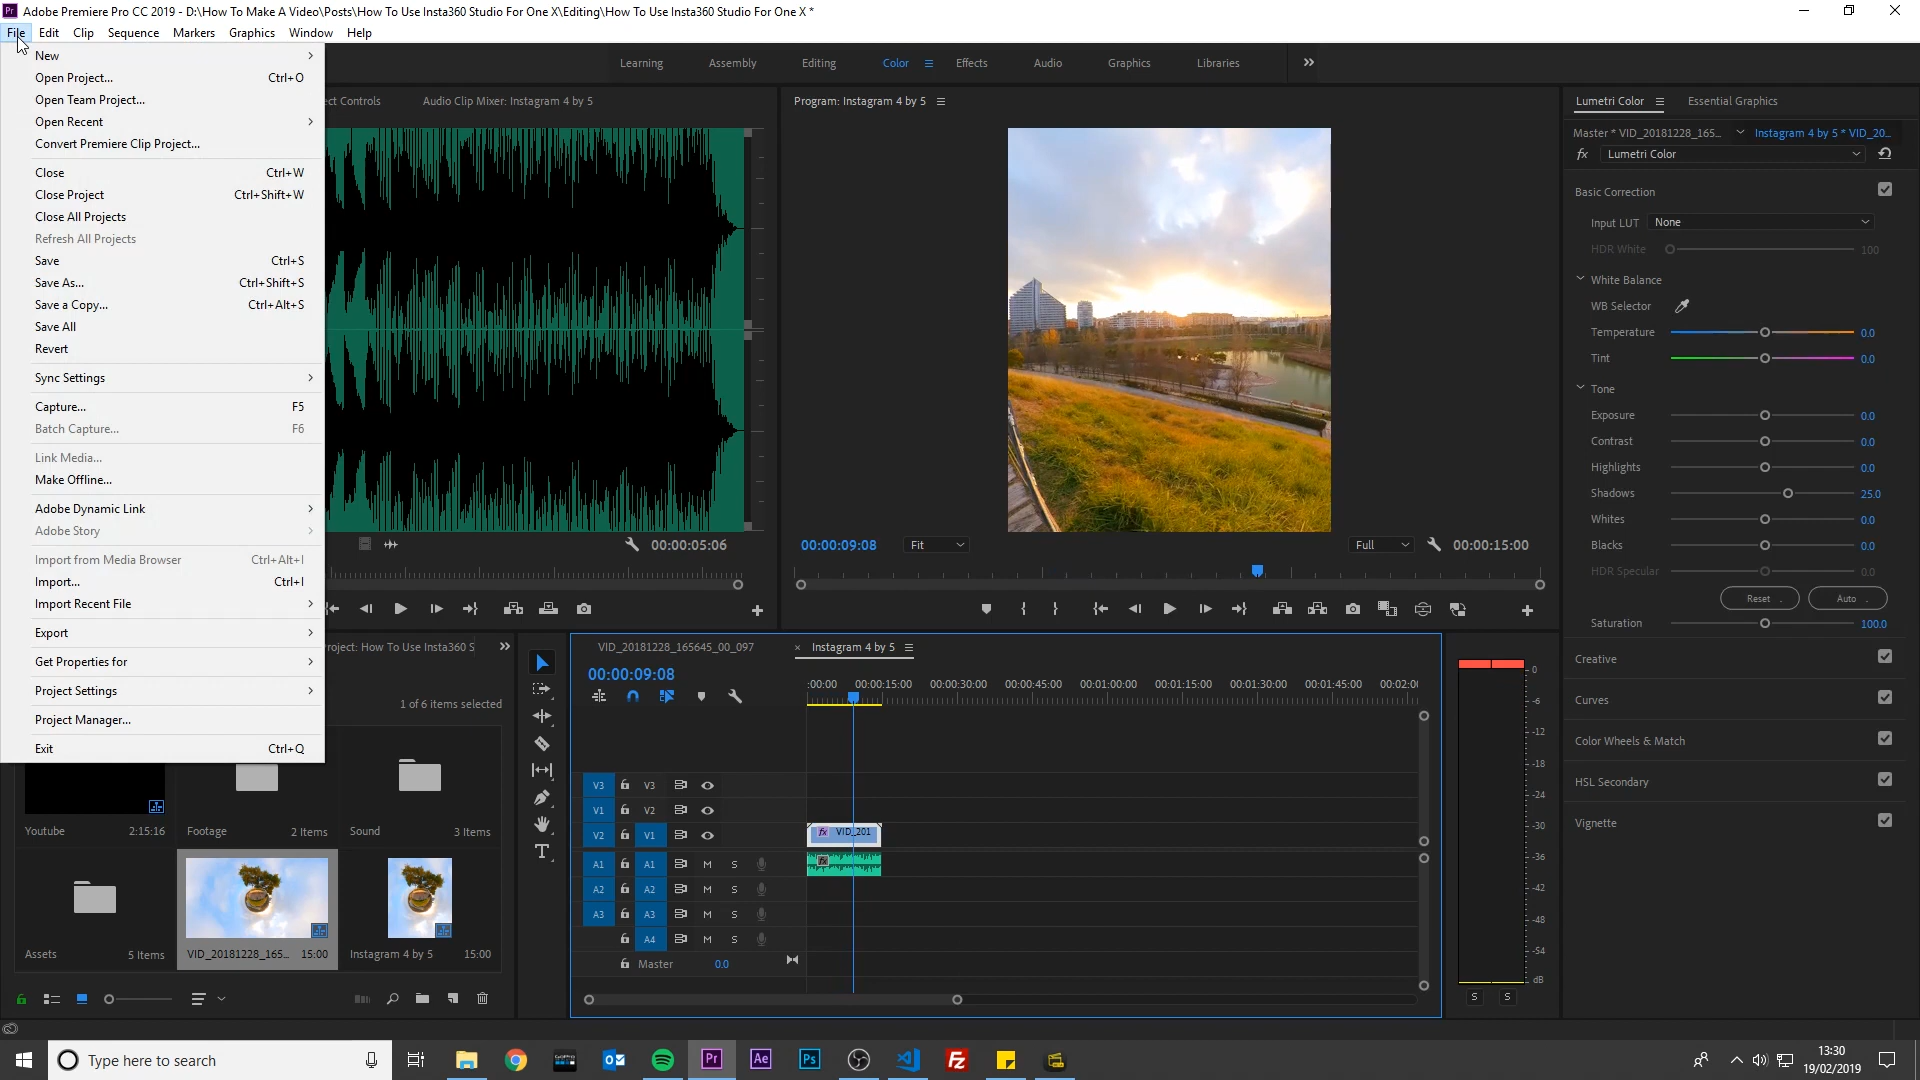 Pr Adobe Premiere Pro CC 2019 - D:\How To Make A Video\Posts\How To Use Insta360 Studio For One X\Editing\How To Use Insta360 Studio For One X *
File Edit Clip Sequence Markers Graphics Window Help
New
Open Project... Ctrl+O
Open Team Project...
Open Recent
Convert Premiere Clip Project...
Close Ctrl+W
Close Project Ctrl+Shift+W
Close All Projects
Refresh All Projects
Save Ctrl+S
Save As... Ctrl+Shift+S
Save a Copy... Ctrl+Alt+S
Save All
Revert
Sync Settings
Capture... F5
Batch Capture... F6
Link Media...
Make Offline...
Adobe Dynamic Link
Adobe Story
Import from Media Browser Ctrl+Alt+I
Import... Ctrl+I
Import Recent File
Export
Get Properties for
Project Settings
Project Manager...
Exit Ctrl+Q
Learning Assembly Editing Color Effects Audio Graphics Libraries
ect Controls Audio Clip Mixer: Instagram 4 by 5
00:00:05:06
Program: Instagram 4 by 5
00:00:09:08 Fit Full 00:00:15:00
Lumetri Color Essential Graphics
Master * VID_20181228_165... Instagram 4 by 5 * VID_20...
fx Lumetri Color
Basic Correction
Input LUT None
HDR White 100
White Balance
WB Selector
Temperature 0.0
Tint 0.0
Tone
Exposure 0.0
Contrast 0.0
Highlights 0.0
Shadows 25.0
Whites 0.0
Blacks 0.0
HDR Specular 0.0
Reset Auto
Saturation 100.0
Creative
Curves
Color Wheels & Match
HSL Secondary
Vignette
roject: How To Use Insta360 S
1 of 6 items selected
Youtube 2:15:16
Footage 2 Items
Sound 3 Items
Assets 5 Items
VID_20181228_165... 15:00
Instagram 4 by 5 15:00
VID_20181228_165645_00_097 × Instagram 4 by 5
00:00:09:08
:00:00 00:00:15:00 00:00:30:00 00:00:45:00 00:01:00:00 00:01:15:00 00:01:30:00 00:01:45:00 00:02:0
V3 V3
V1 V2
V2 V1
fx VID_201
A1 A1 M S
fx
A2 A2 M S
A3 A3 M S
A4 M S
Master 0.0
0
-6
-12
-18
-24
-30
-36
-42
-48
-54
dB
S S
Type here to search
GoPro
Pr Ae Ps
Fz
13:30
19/02/2019